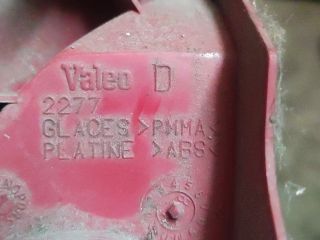 Valeo D
2277
GLACES >PMMA<
PLATINE >ABS<